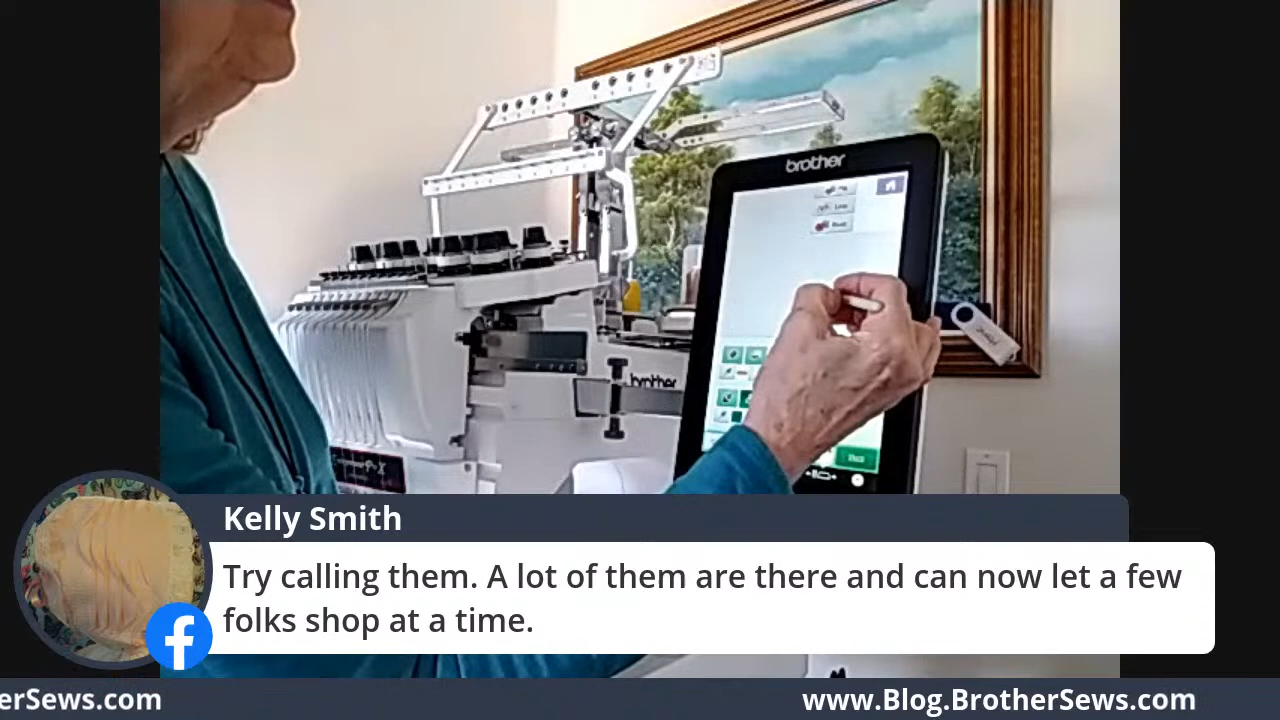 brother
brother
Kelly Smith
Try calling them. A lot of them are there and can now let a few
folks shop at a time.
erSews.com
www.Blog.BrotherSews.com